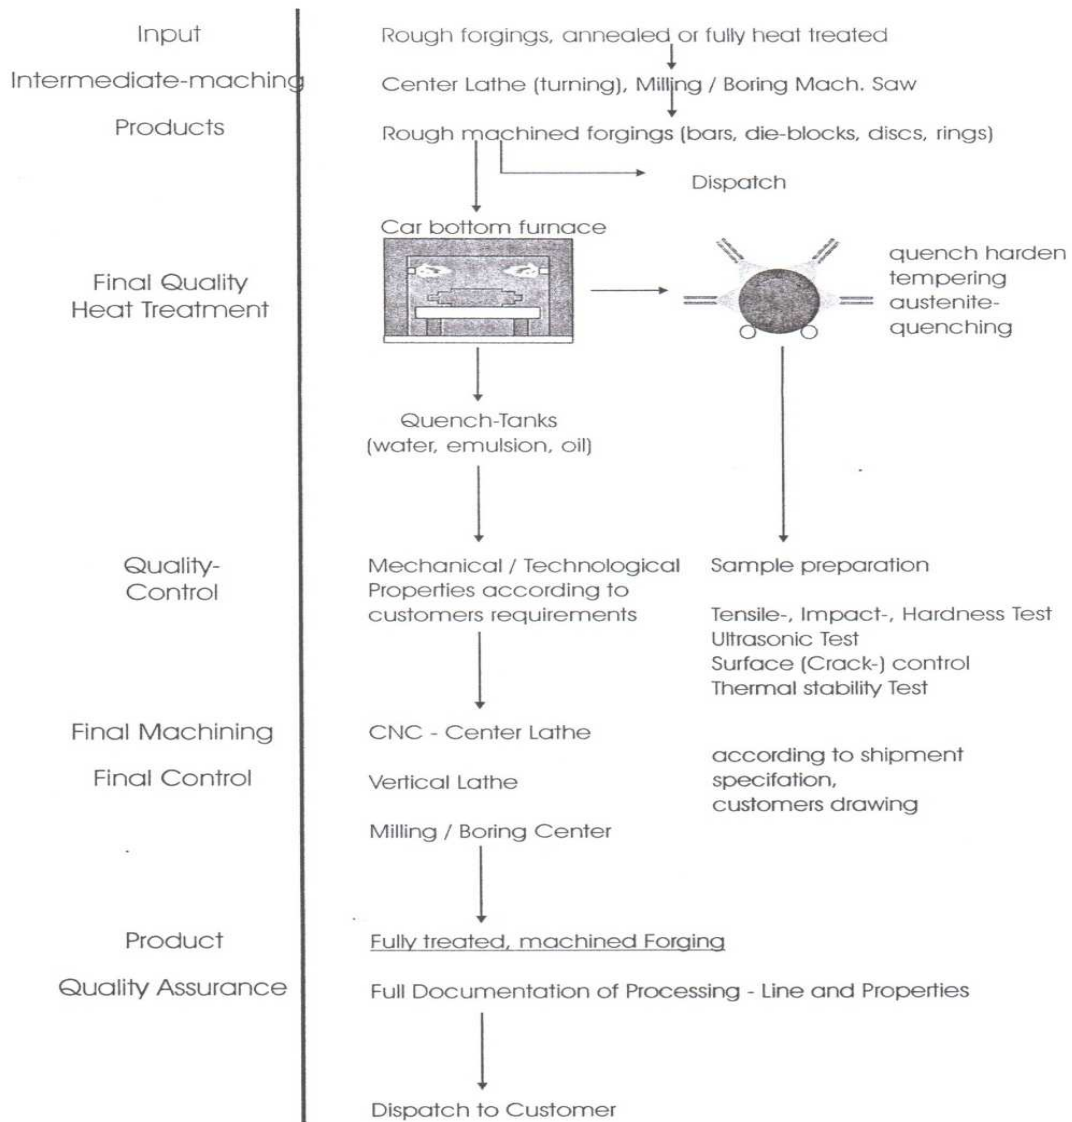 Input
Rough forgings, annealed or fully heat treated
Intermediate-maching
Center Lathe (turning), Milling / Boring Mach. Saw
Products
Rough machined forgings (bars, die-blocks, discs, rings)
Dispatch
Car bottom furnace
Final Quality
Heat Treatment
quench harden
tempering
austenite-
quenching
Quench-Tanks
(water, emulsion, oil)
Quality-
Control
Mechanical / Technological
Properties according to
customers requirements
Sample preparation
Tensile-, Impact-, Hardness Test
Ultrasonic Test
Surface (Crack-) control
Thermal stability Test
Final Machining
CNC - Center Lathe
Final Control
Vertical Lathe
Milling / Boring Center
according to shipment
specifation,
customers drawing
Product
Fully treated, machined Forging
Quality Assurance
Full Documentation of Processing - Line and Properties
Dispatch to Customer